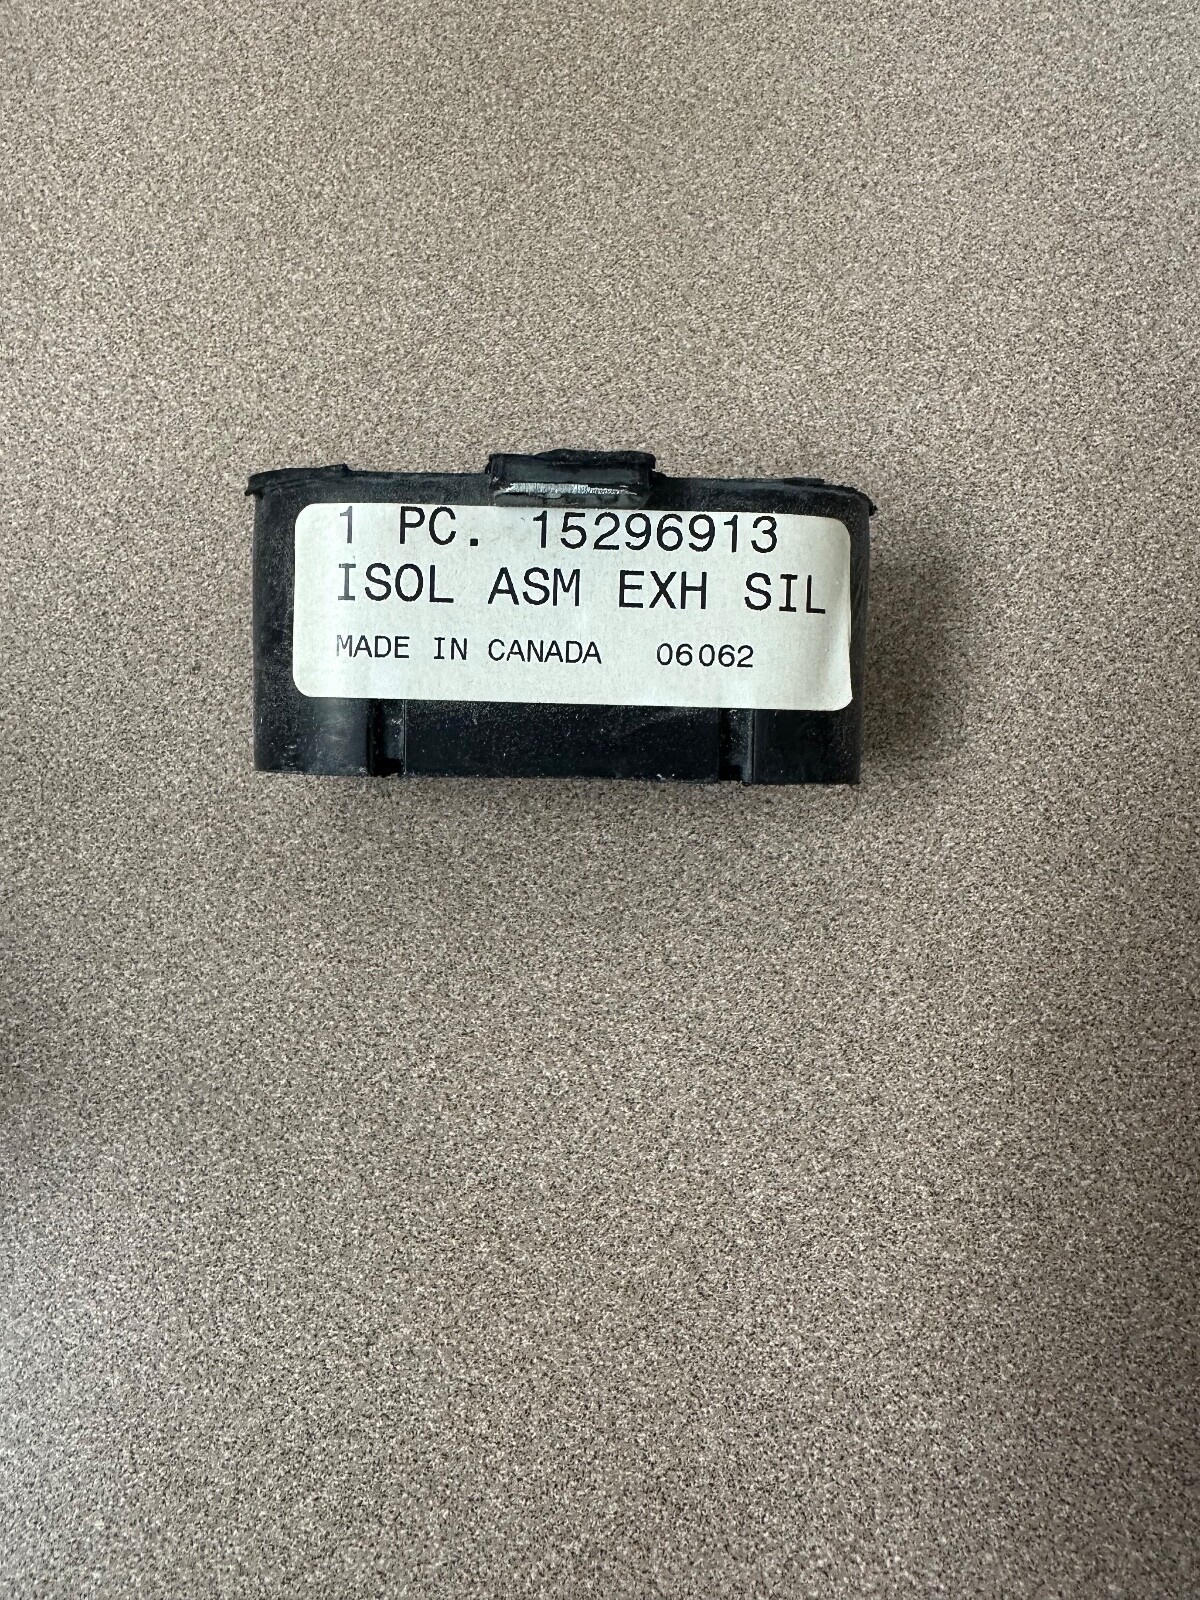 1 PC. 15296913
ISOL ASM EXH SIL
MADE IN CANADA 06062